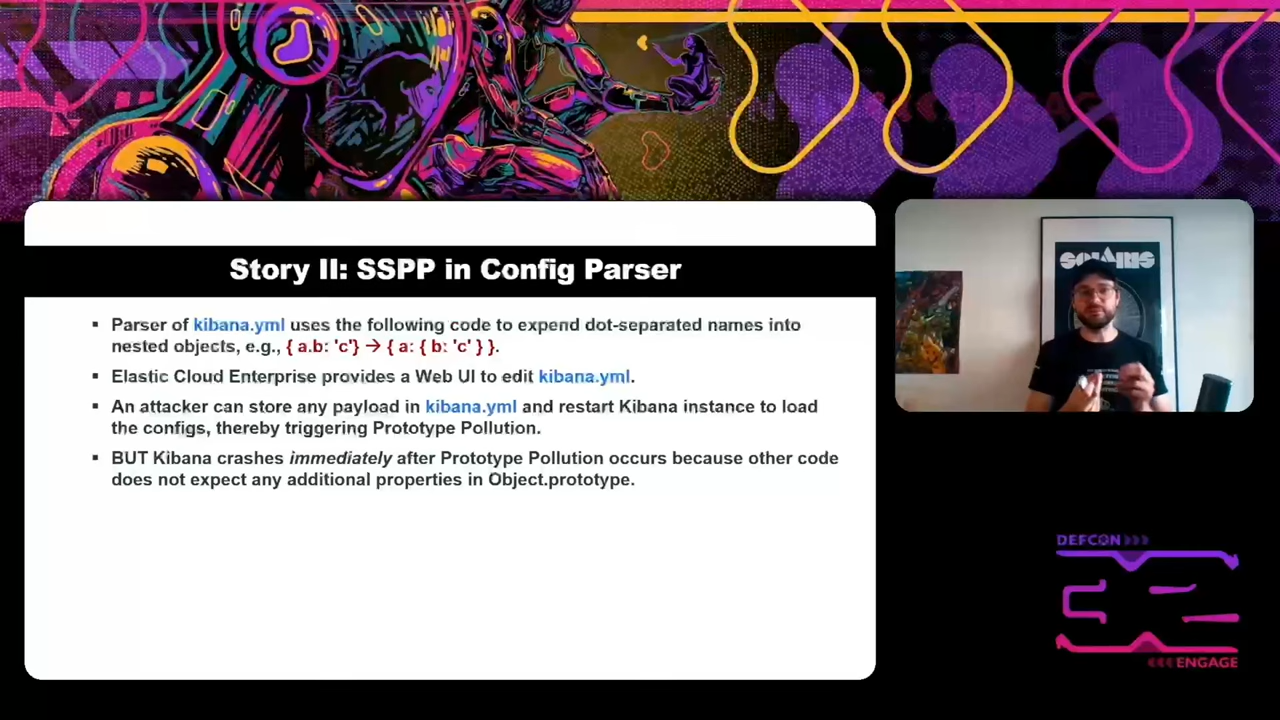 Story II: SSPP in Config Parser
▪ Parser of kibana.yml uses the following code to expend dot-separated names into
nested objects, e.g., { a.b: 'c'} → { a: { b: 'c' } }.
▪ Elastic Cloud Enterprise provides a Web UI to edit kibana.yml.
▪ An attacker can store any payload in kibana.yml and restart Kibana instance to load
the configs, thereby triggering Prototype Pollution.
▪ BUT Kibana crashes immediately after Prototype Pollution occurs because other code
does not expect any additional properties in Object.prototype.
SOLARIS
DEFCON >>>
32
<<< ENGAGE